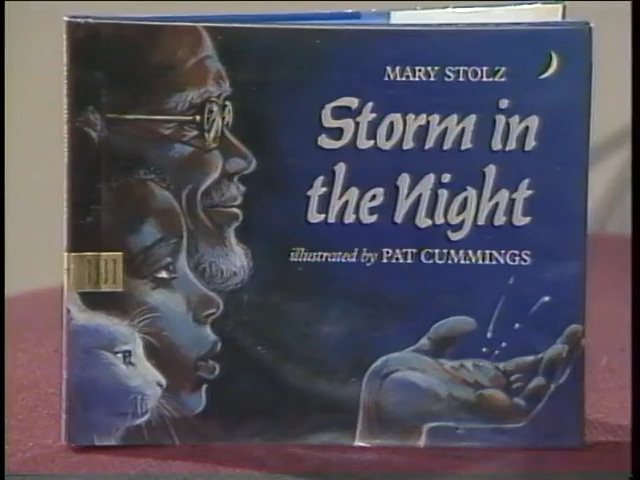 MARY STOLZ
Storm in
the Night
illustrated by PAT CUMMINGS